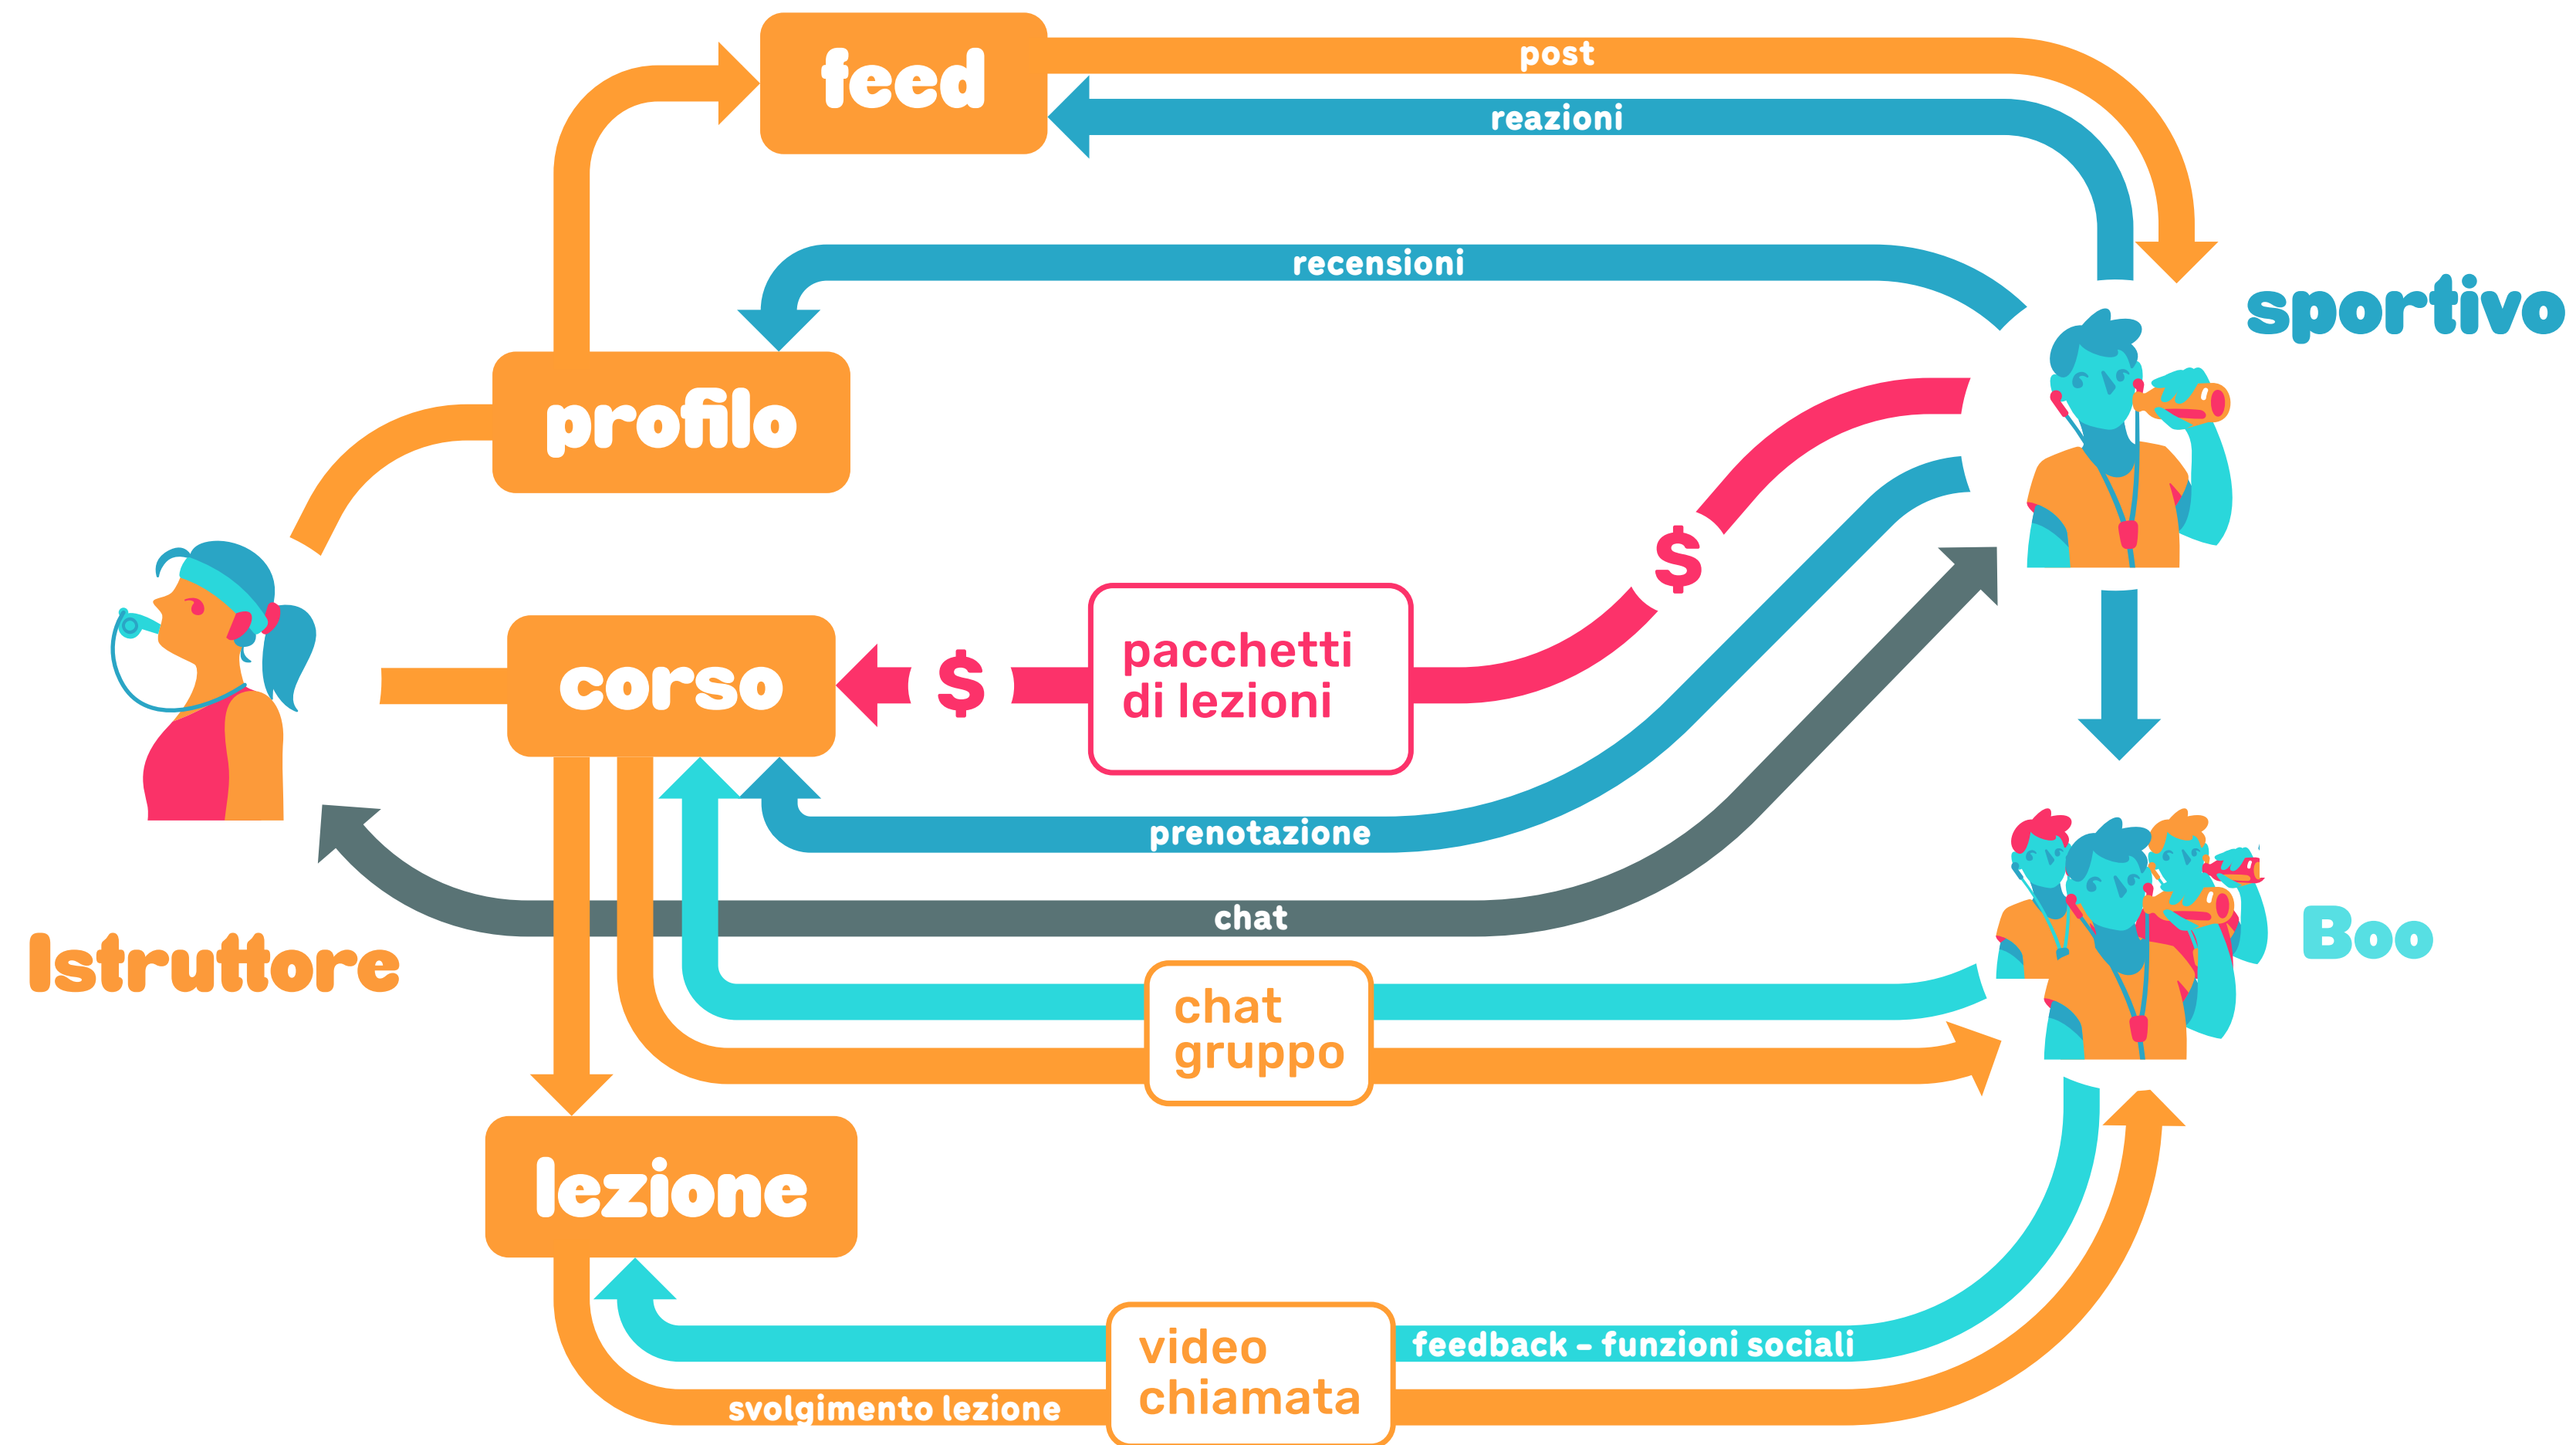 feed
post
reazioni
recensioni
sportivo
profilo
$
pacchetti
di lezioni
$
corso
prenotazione
chat
Istruttore
Boo
chat
gruppo
lezione
video
chiamata
feedback - funzioni sociali
svolgimento lezione